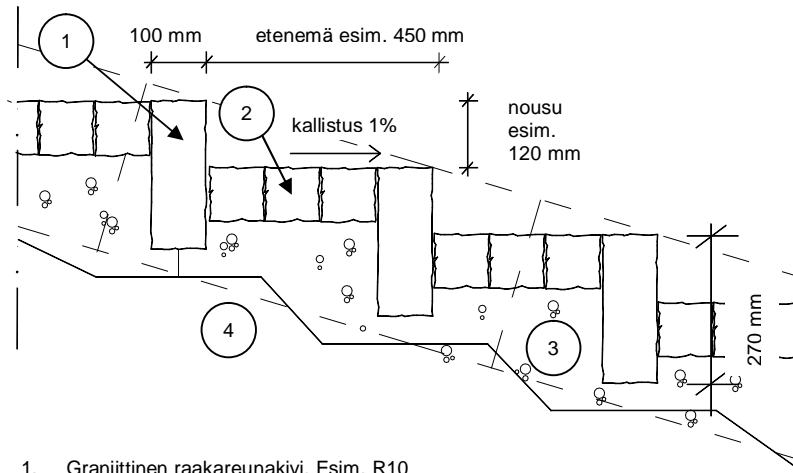 100 mm
etenemä esim. 450 mm
1
2
kallistus 1%
nousu
esim.
120 mm
270 mm
4
3
1. Graniittinen raakareunakivi. Esim. R10